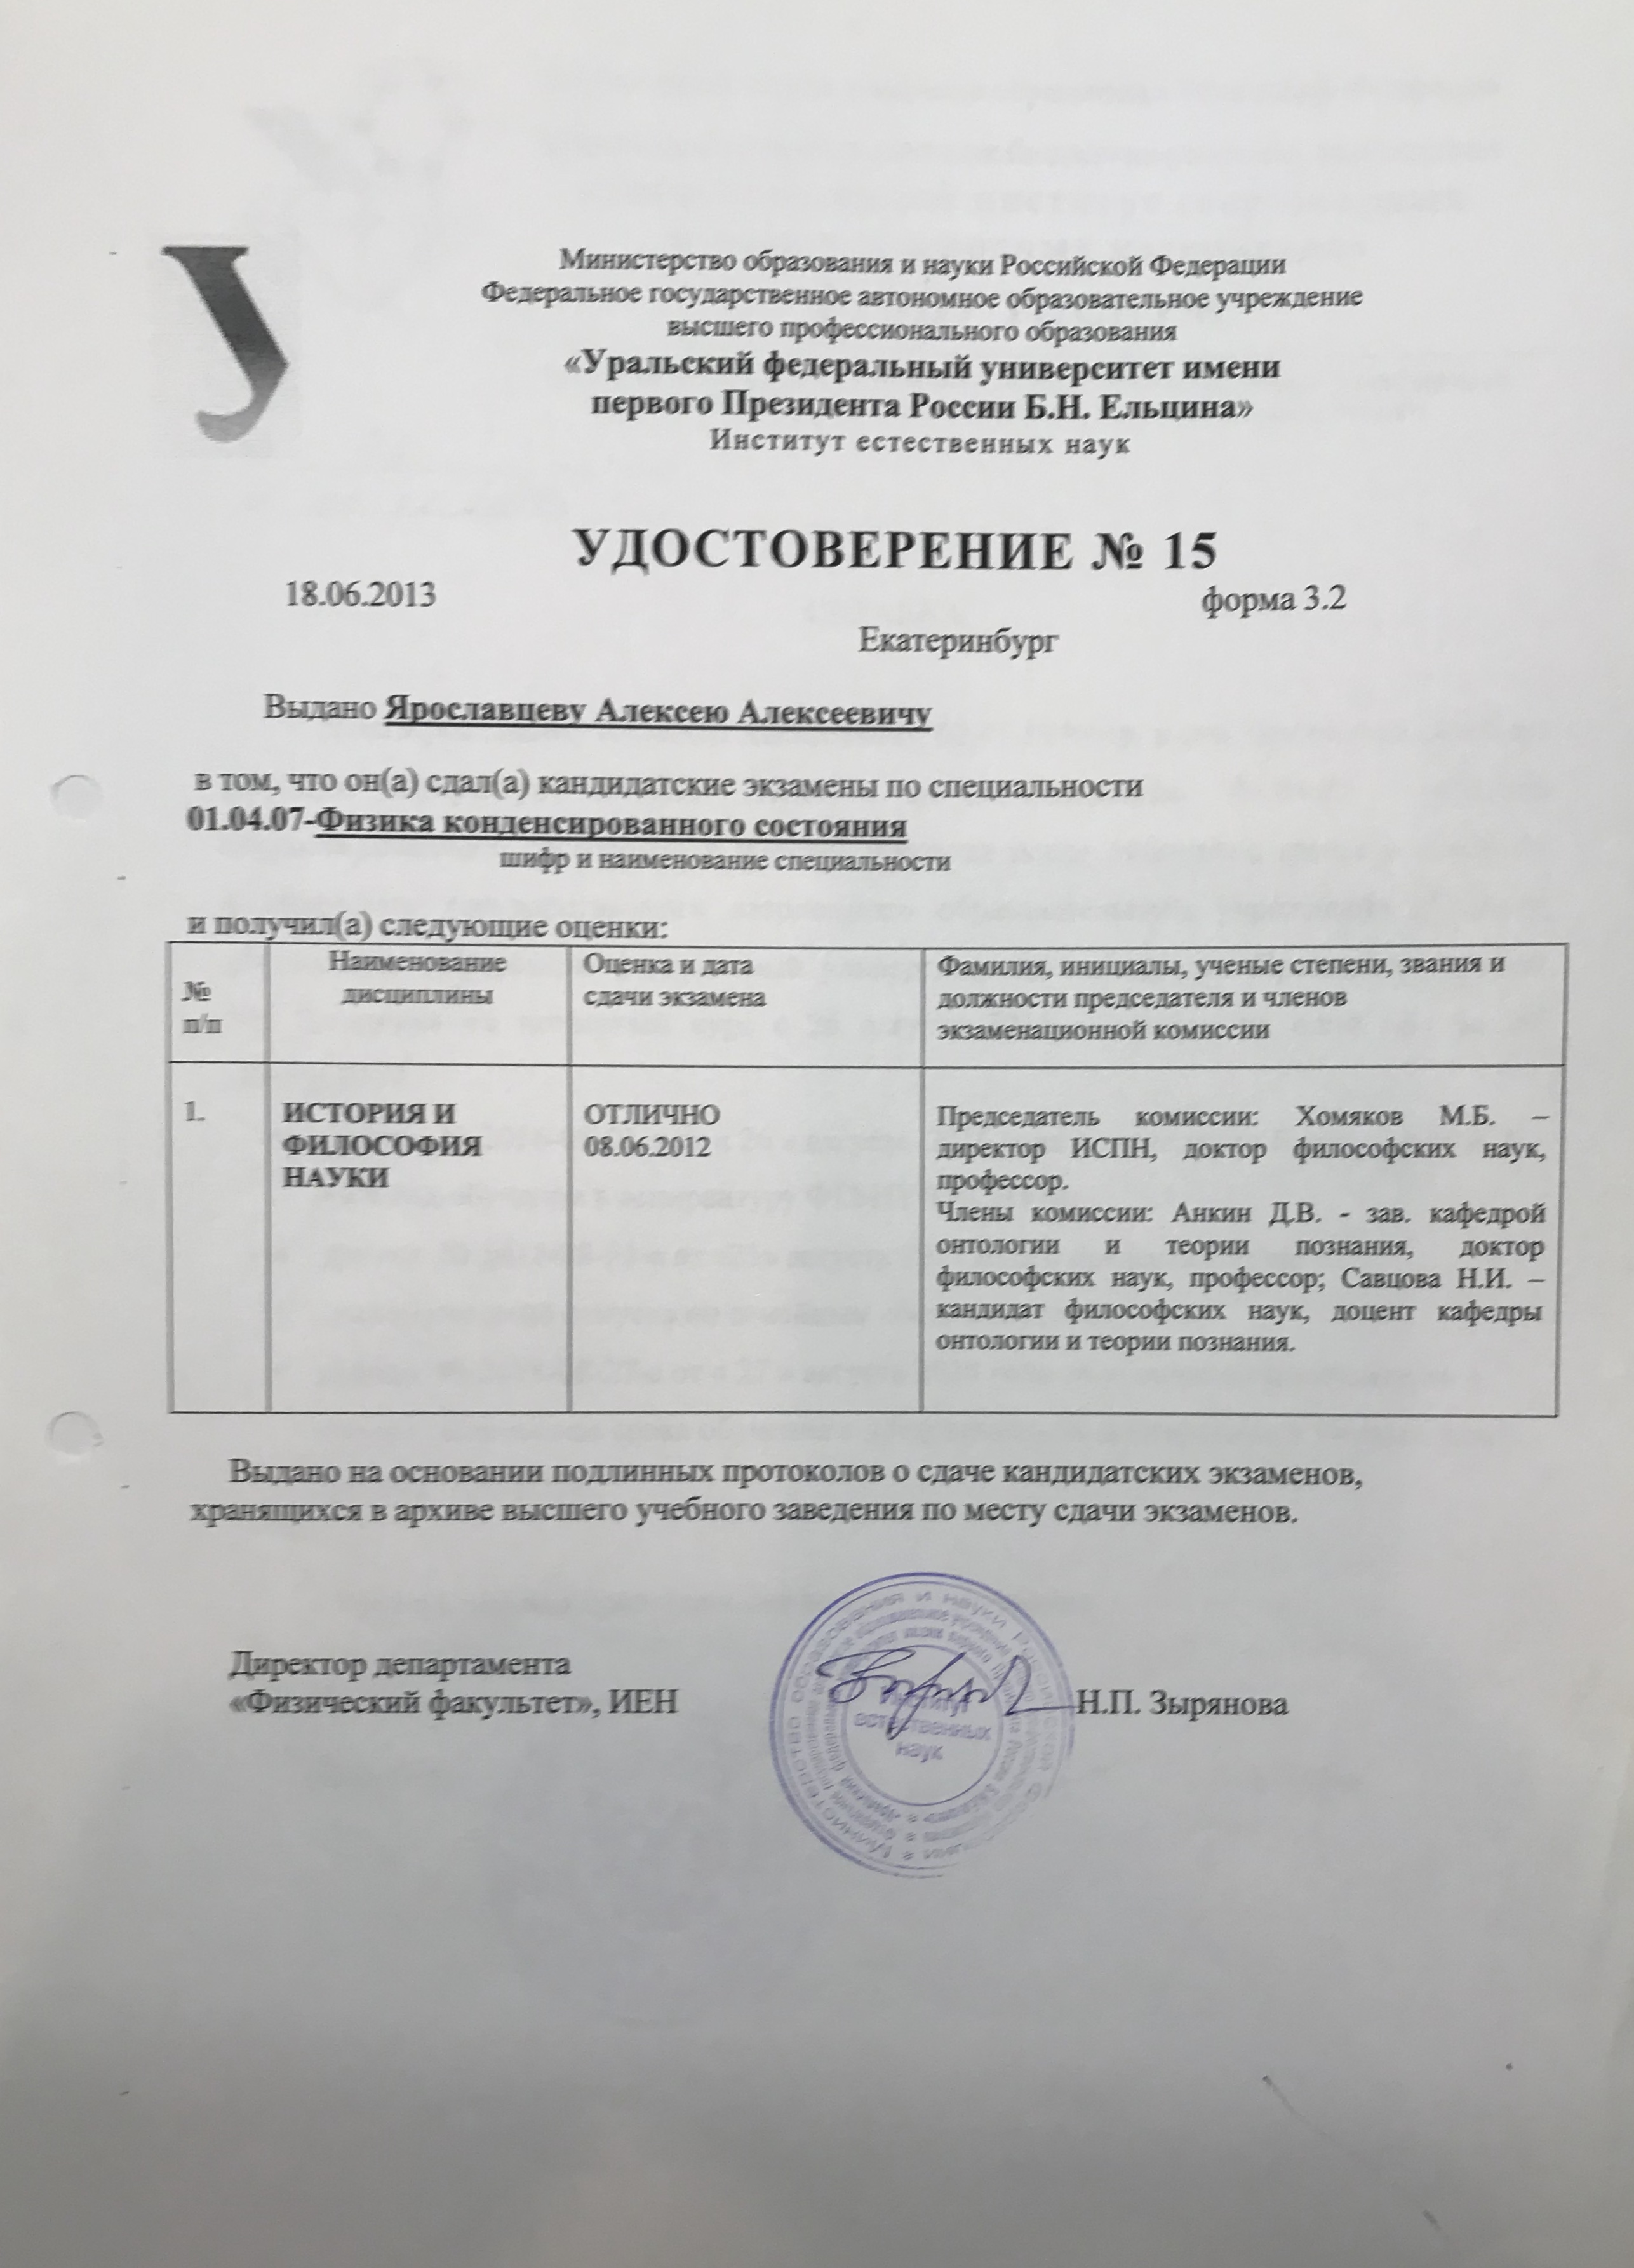 У
Министерство образования и науки Российской Федерации
Федеральное государственное автономное образовательное учреждение
высшего профессионального образования
«Уральский федеральный университет имени
первого Президента России Б.Н. Ельцина»
Институт естественных наук
УДОСТОВЕРЕНИЕ № 15
18.06.2013 форма 3.2
Екатеринбург
Выдано Ярославцеву Алексею Алексеевичу
в том, что он(а) сдал(а) кандидатские экзамены по специальности
01.04.07-Физика конденсированного состояния
шифр и наименование специальности
и получил(а) следующие оценки:
№
п/п
Наименование
дисциплины
Оценка и дата
сдачи экзамена
Фамилия, инициалы, ученые степени, звания и
должности председателя и членов
экзаменационной комиссии
1.
ИСТОРИЯ И
ФИЛОСОФИЯ
НАУКИ
ОТЛИЧНО
08.06.2012
Председатель комиссии: Хомяков М.Б. –
директор ИСПН, доктор философских наук,
профессор.
Члены комиссии: Анкин Д.В. - зав. кафедрой
онтологии и теории познания, доктор
философских наук, профессор; Савцова Н.И. –
кандидат философских наук, доцент кафедры
онтологии и теории познания.
Выдано на основании подлинных протоколов о сдаче кандидатских экзаменов,
хранящихся в архиве высшего учебного заведения по месту сдачи экзаменов.
Директор департамента
«Физический факультет», ИЕН Н.П. Зырянова
Министерство образования и науки Российской
Институт
естественных
наук